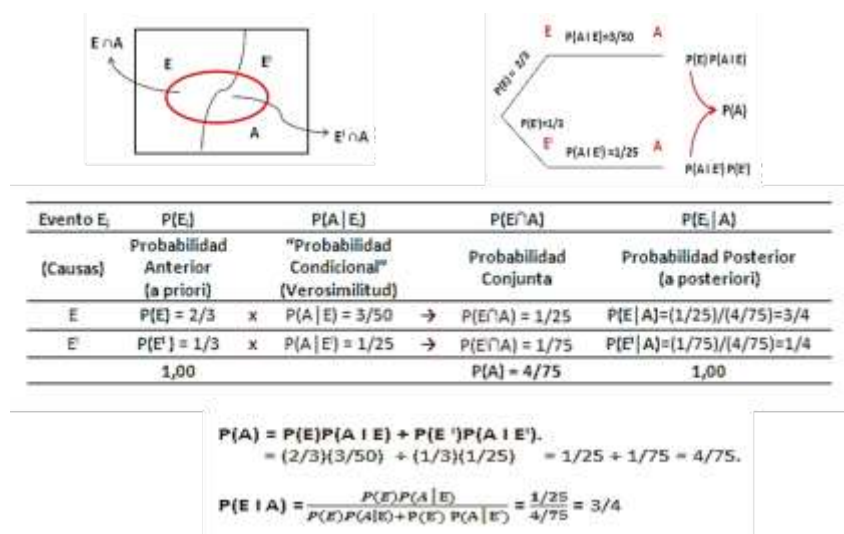 E∩A
E
E'
A
E'∩A
E P(A I E)=3/50 A
P(E) = 2/3
P(E) P(A I E)
P(A)
P(E')=1/3
E' P(A I E')=1/25 A
P(A I E') P(E')
Evento Eᵢ P(Eᵢ) P(A|Eᵢ) P(E∩A) P(Eᵢ|A)
(Causas) Probabilidad Anterior (a priori) "Probabilidad Condicional" (Verosimilitud) Probabilidad Conjunta Probabilidad Posterior (a posteriori)
E P(E) = 2/3 x P(A|E) = 3/50 → P(E∩A) = 1/25 P(E|A)=(1/25)/(4/75)=3/4
E' P(E') = 1/3 x P(A|E') = 1/25 → P(E'∩A) = 1/75 P(E'|A)=(1/75)/(4/75)=1/4
1,00 P(A) = 4/75 1,00
P(A) = P(E)P(A I E) + P(E ')P(A I E').
= (2/3)(3/50) + (1/3)(1/25) = 1/25 + 1/75 = 4/75.
P(E I A) = P(E)P(A|E) / P(E)P(A|E)+P(E') P(A|E') = 1/25 / 4/75 = 3/4